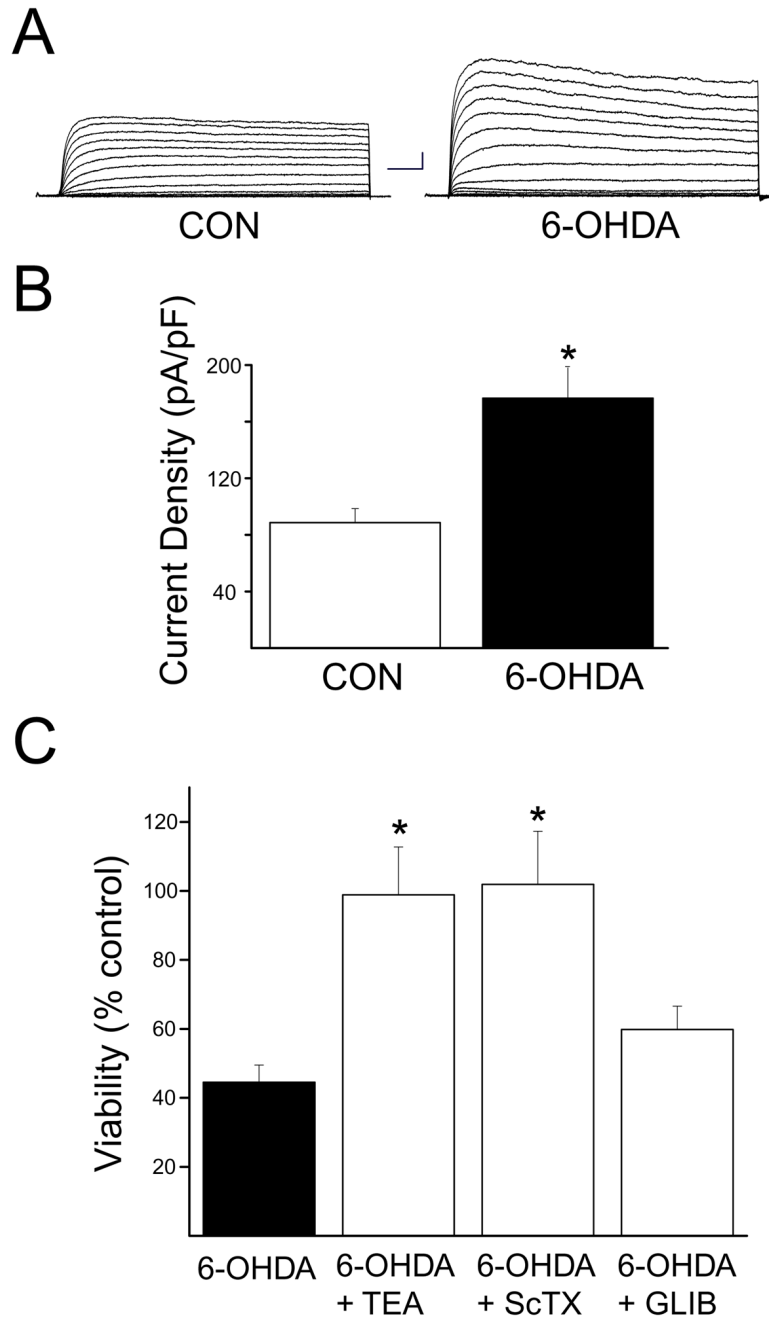 A
CON
6-OHDA
B
Current Density (pA/pF)
200
120
40
*
CON
6-OHDA
C
Viability (% control)
120
100
80
60
40
20
*
*
6-OHDA
6-OHDA
+ TEA
6-OHDA
+ ScTX
6-OHDA
+ GLIB